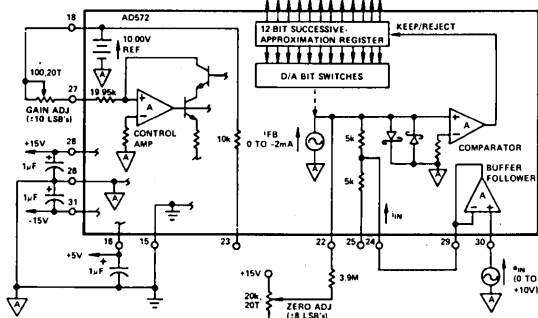 18
AD572
10.00V
REF
12-BIT SUCCESSIVE-
APPROXIMATION REGISTER
KEEP/REJECT
D/A BIT SWITCHES
100,20T
27
19.95k
GAIN ADJ
(±10 LSB's)
A
CONTROL
AMP
10k
iFB
0 TO -2mA
5k
5k
A
COMPARATOR
BUFFER
FOLLOWER
A
+15V
28
1µF
26
1µF
-15V
31
A
iIN
16
15
23
22
25
24
29
30
+5V
1µF
+15V
3.9M
20k,
20T
ZERO ADJ
(±8 LSB's)
eIN
(0 TO
+10V)
A
A
A